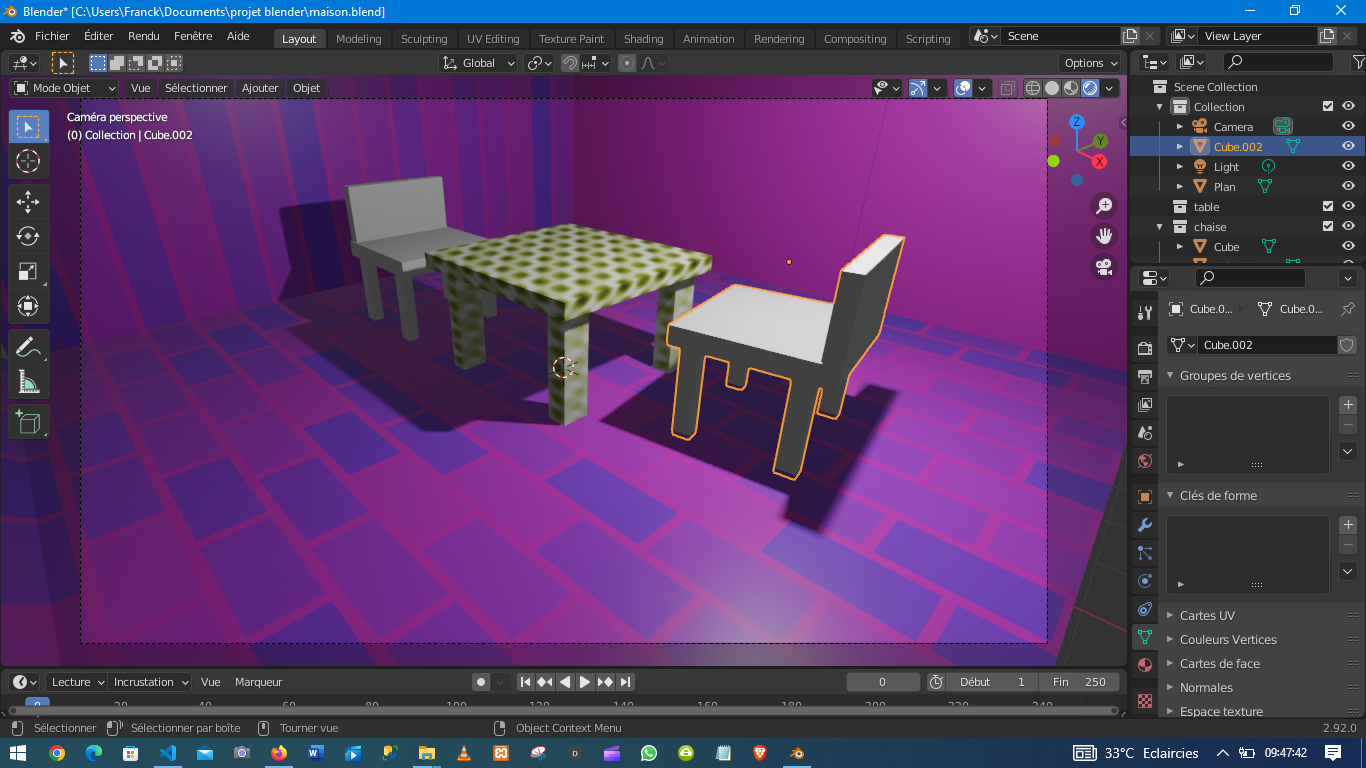 Blender* [C:\Users\Franck\Documents\projet blender\maison.blend]
Fichier Éditer Rendu Fenêtre Aide
Layout Modeling Sculpting UV Editing Texture Paint Shading Animation Rendering Compositing Scripting
Scene
View Layer
Global
Options
Mode Objet Vue Sélectionner Ajouter Objet
Caméra perspective
(0) Collection | Cube.002
Z
Y
X
Scene Collection
Collection
Camera
Cube.002
Light
Plan
table
chaise
Cube
Cube.0... Cube.0...
Cube.002
Groupes de vertices
Clés de forme
Cartes UV
Couleurs Vertices
Cartes de face
Normales
Espace texture
Lecture Incrustation Vue Marqueur
0
Début 1
Fin 250
0 20 40 60 80 100 120 140 160 180 200 220 240
Sélectionner
Sélectionner par boîte
Tourner vue
Object Context Menu
2.92.0
33°C Eclaircies
09:47:42